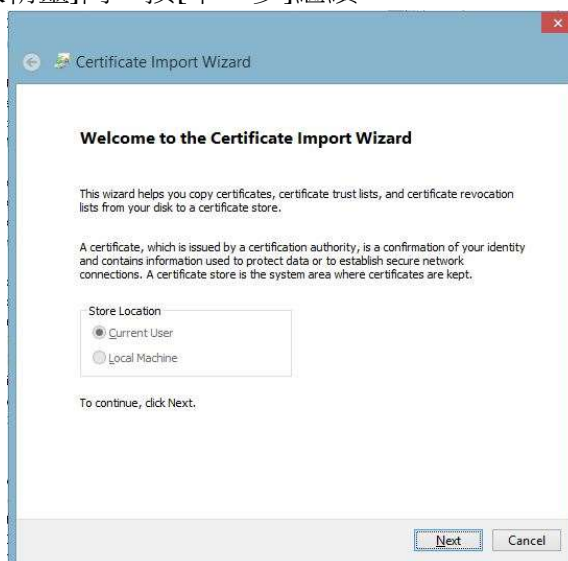 繼續
Certificate Import Wizard
Welcome to the Certificate Import Wizard
This wizard helps you copy certificates, certificate trust lists, and certificate revocation
lists from your disk to a certificate store.
A certificate, which is issued by a certification authority, is a confirmation of your identity
and contains information used to protect data or to establish secure network
connections. A certificate store is the system area where certificates are kept.
Store Location
Current User
Local Machine
To continue, click Next.
Next
Cancel